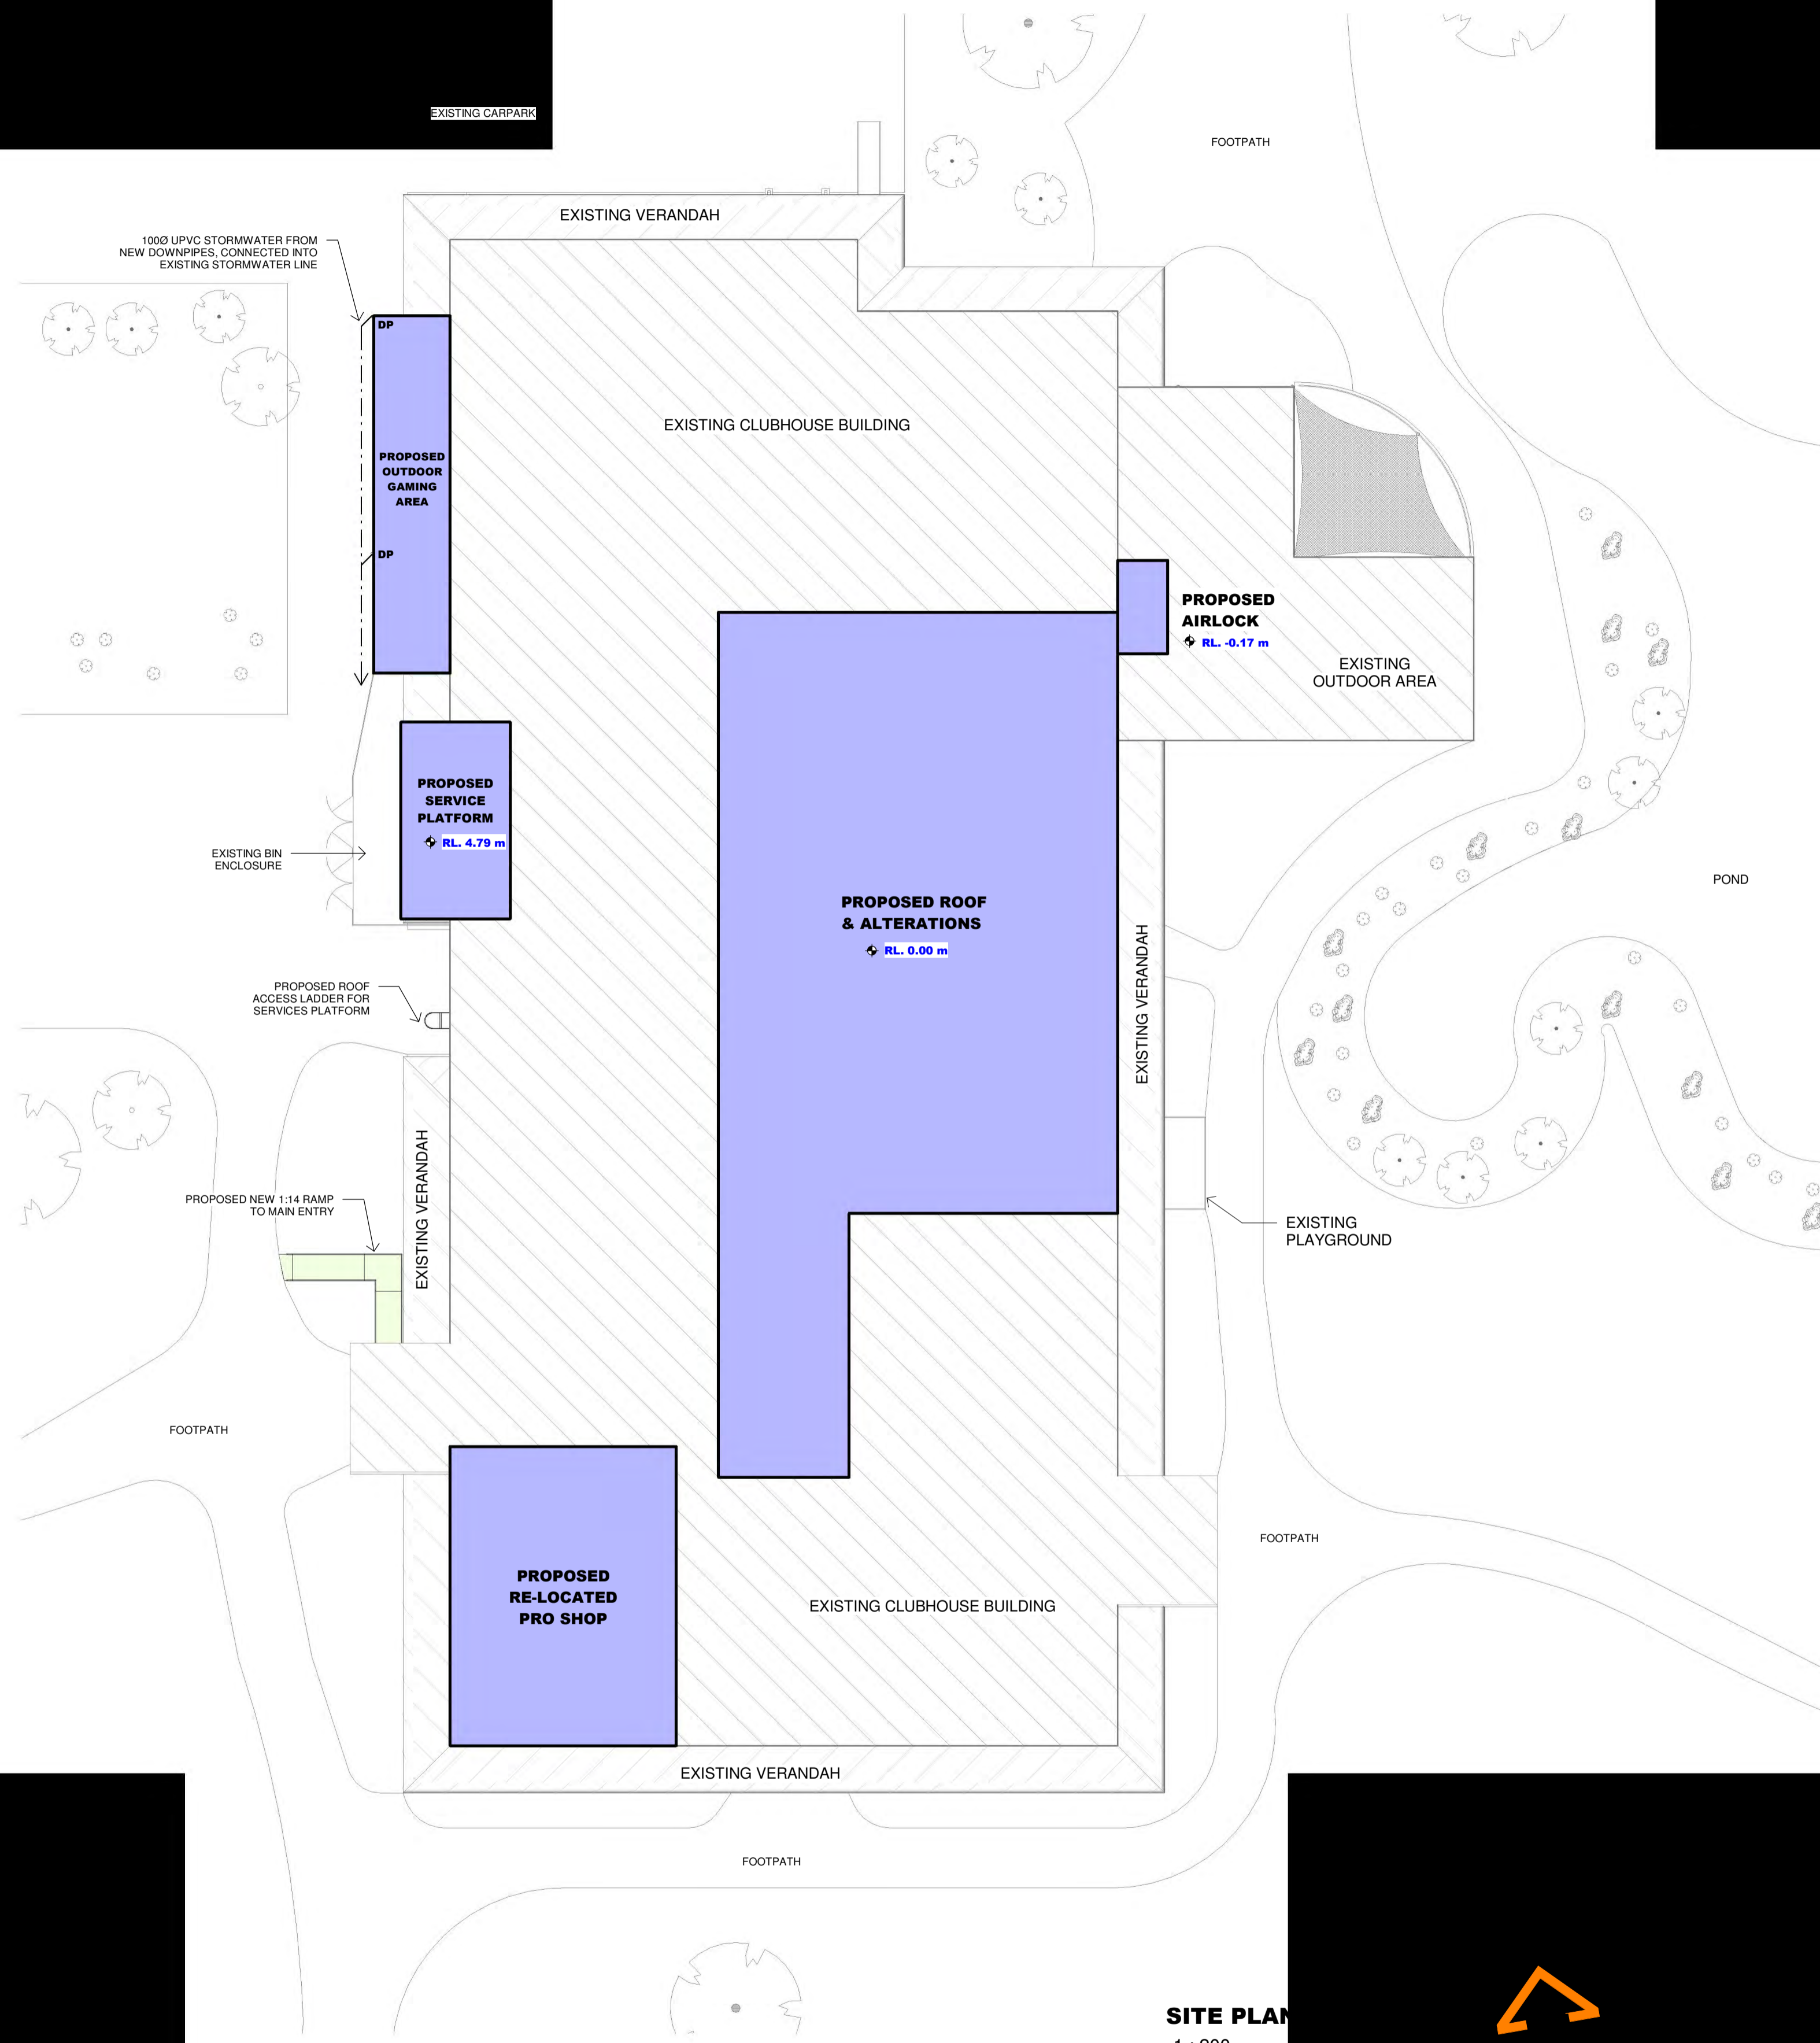 EXISTING CARPARK
FOOTPATH
EXISTING VERANDAH
100Ø UPVC STORMWATER FROM
NEW DOWNPIPES, CONNECTED INTO
EXISTING STORMWATER LINE
DP
EXISTING CLUBHOUSE BUILDING
PROPOSED
OUTDOOR
GAMING
AREA
DP
PROPOSED
AIRLOCK
RL. -0.17 m
EXISTING
OUTDOOR AREA
PROPOSED
SERVICE
PLATFORM
RL. 4.79 m
EXISTING BIN
ENCLOSURE
POND
PROPOSED ROOF
& ALTERATIONS
RL. 0.00 m
EXISTING VERANDAH
PROPOSED ROOF
ACCESS LADDER FOR
SERVICES PLATFORM
EXISTING VERANDAH
PROPOSED NEW 1:14 RAMP
TO MAIN ENTRY
EXISTING
PLAYGROUND
FOOTPATH
FOOTPATH
PROPOSED
RE-LOCATED
PRO SHOP
EXISTING CLUBHOUSE BUILDING
EXISTING VERANDAH
FOOTPATH
SITE PLAN